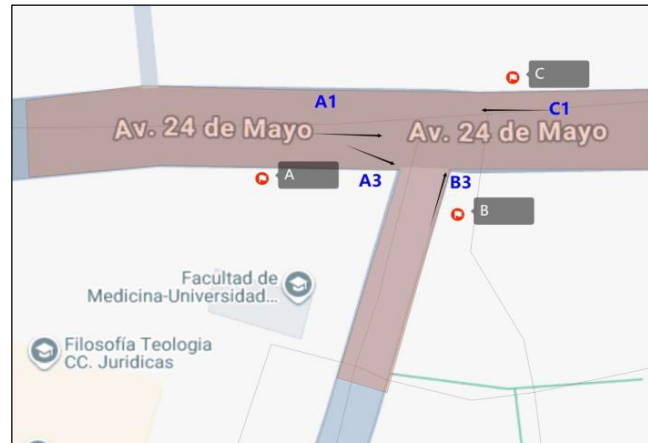 C
A1
C1
Av. 24 de Mayo
Av. 24 de Mayo
A
A3
B3
B
Facultad de
Medicina-Universidad...
Filosofía Teologia
CC. Juridicas